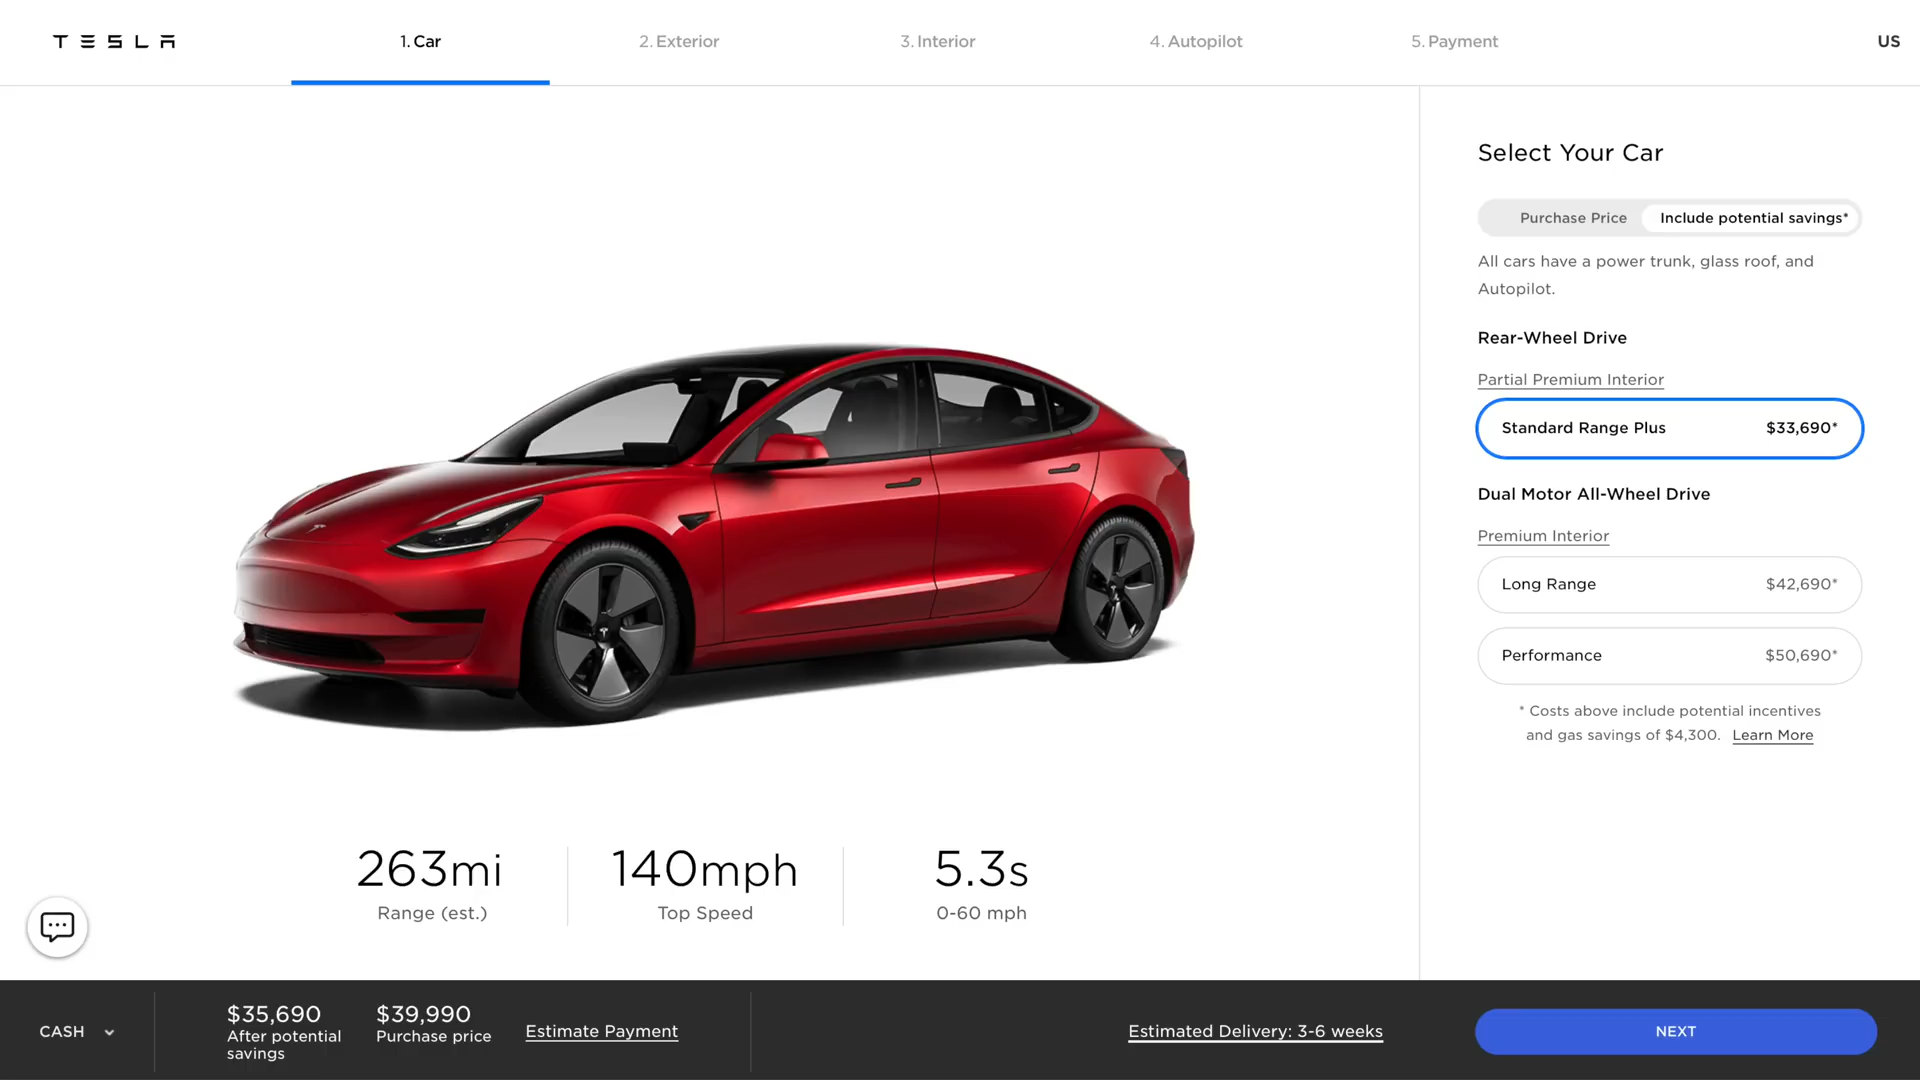 TESLA
1. Car
2. Exterior
3. Interior
4. Autopilot
5. Payment
US
Select Your Car
Purchase Price
Include potential savings*
All cars have a power trunk, glass roof, and
Autopilot.
Rear-Wheel Drive
Partial Premium Interior
Standard Range Plus $33,690*
Dual Motor All-Wheel Drive
Premium Interior
Long Range $42,690*
Performance $50,690*
* Costs above include potential incentives
and gas savings of $4,300. Learn More
263mi
Range (est.)
140mph
Top Speed
5.3s
0-60 mph
CASH
$35,690
After potential
savings
$39,990
Purchase price
Estimate Payment
Estimated Delivery: 3-6 weeks
NEXT